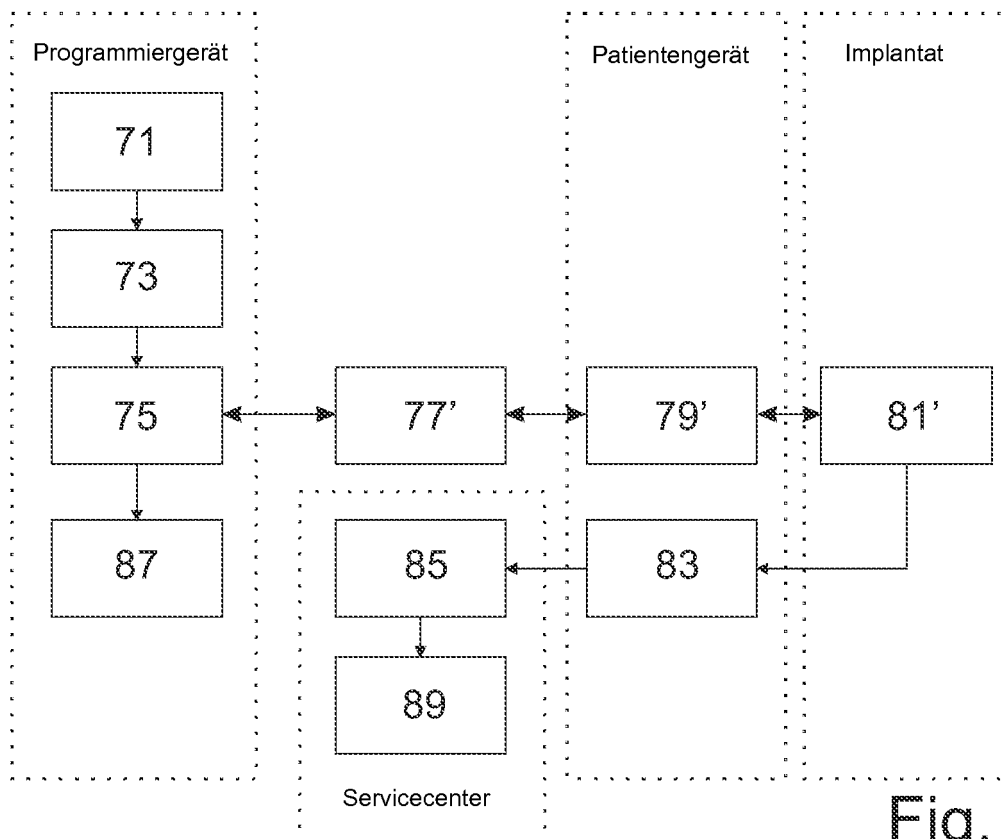 Programmiergerät
Patientengerät
Implantat
71
73
75
77’
79’
81’
87
85
83
89
Servicecenter
Fig.